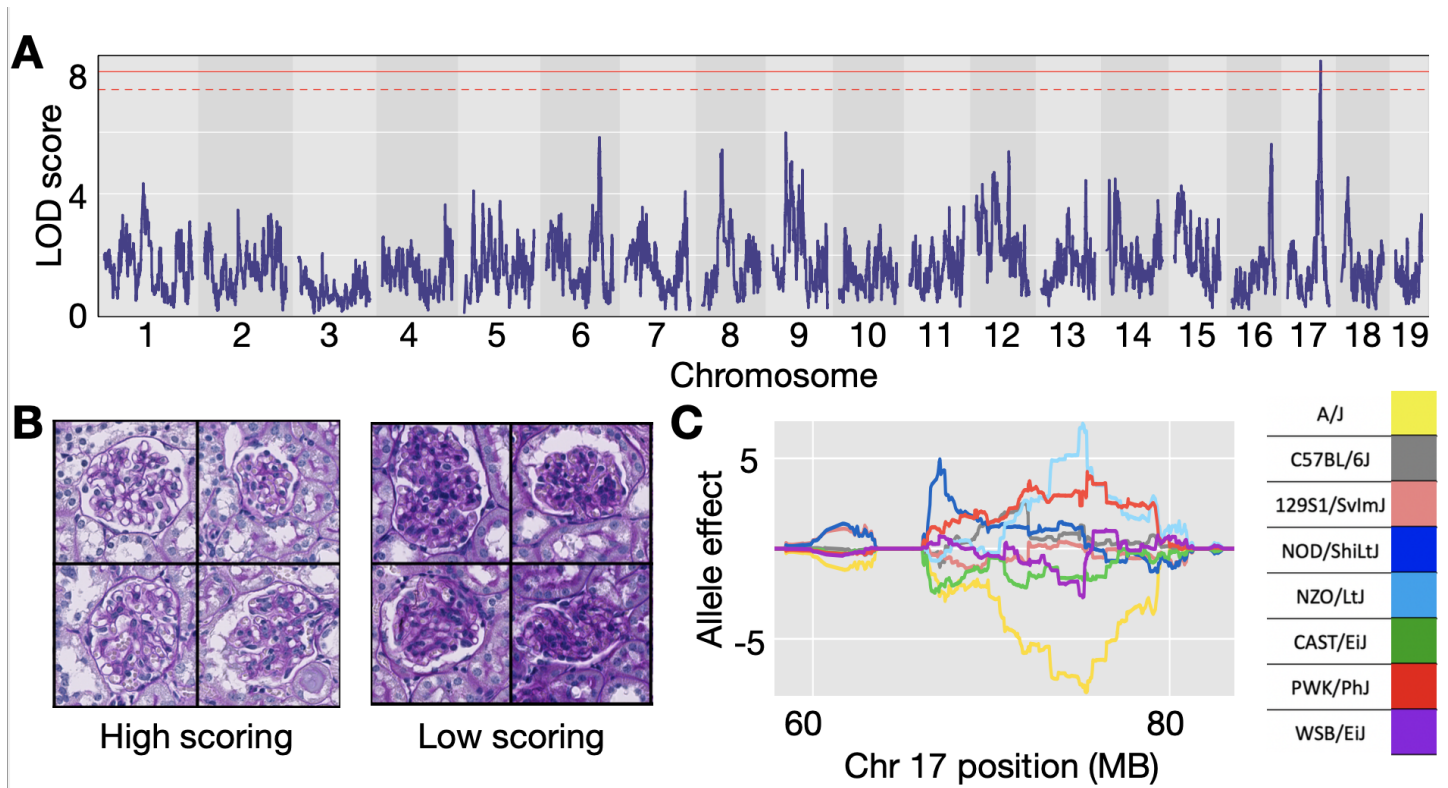 A
LOD score
8
4
0
1 2 3 4 5 6 7 8 9 10 11 12 13 14 15 16 17 18 19
Chromosome
B
High scoring
Low scoring
C
Allele effect
5
-5
60 80
Chr 17 position (MB)
A/J
C57BL/6J
129S1/SvImJ
NOD/ShiLtJ
NZO/LtJ
CAST/EiJ
PWK/PhJ
WSB/EiJ